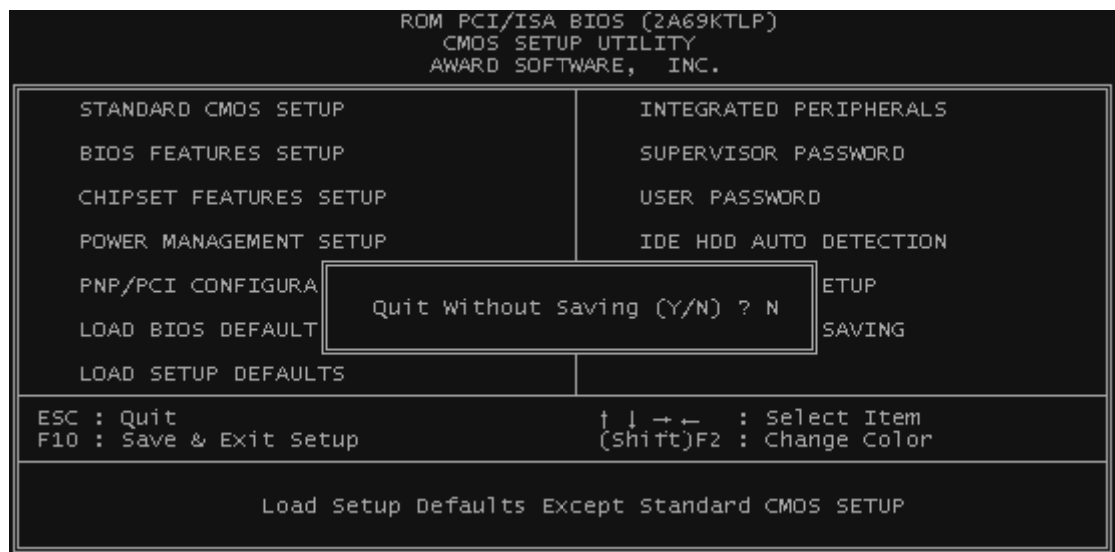 ROM PCI/ISA BIOS (2A69KTLP)
CMOS SETUP UTILITY
AWARD SOFTWARE, INC.
STANDARD CMOS SETUP
BIOS FEATURES SETUP
CHIPSET FEATURES SETUP
POWER MANAGEMENT SETUP
PNP/PCI CONFIGURA
LOAD BIOS DEFAULT
LOAD SETUP DEFAULTS
INTEGRATED PERIPHERALS
SUPERVISOR PASSWORD
USER PASSWORD
IDE HDD AUTO DETECTION
ETUP
SAVING
Quit Without Saving (Y/N) ? N
ESC : Quit
F10 : Save & Exit Setup
↑ ↓ → ← : Select Item
(Shift)F2 : Change Color
Load Setup Defaults Except Standard CMOS SETUP